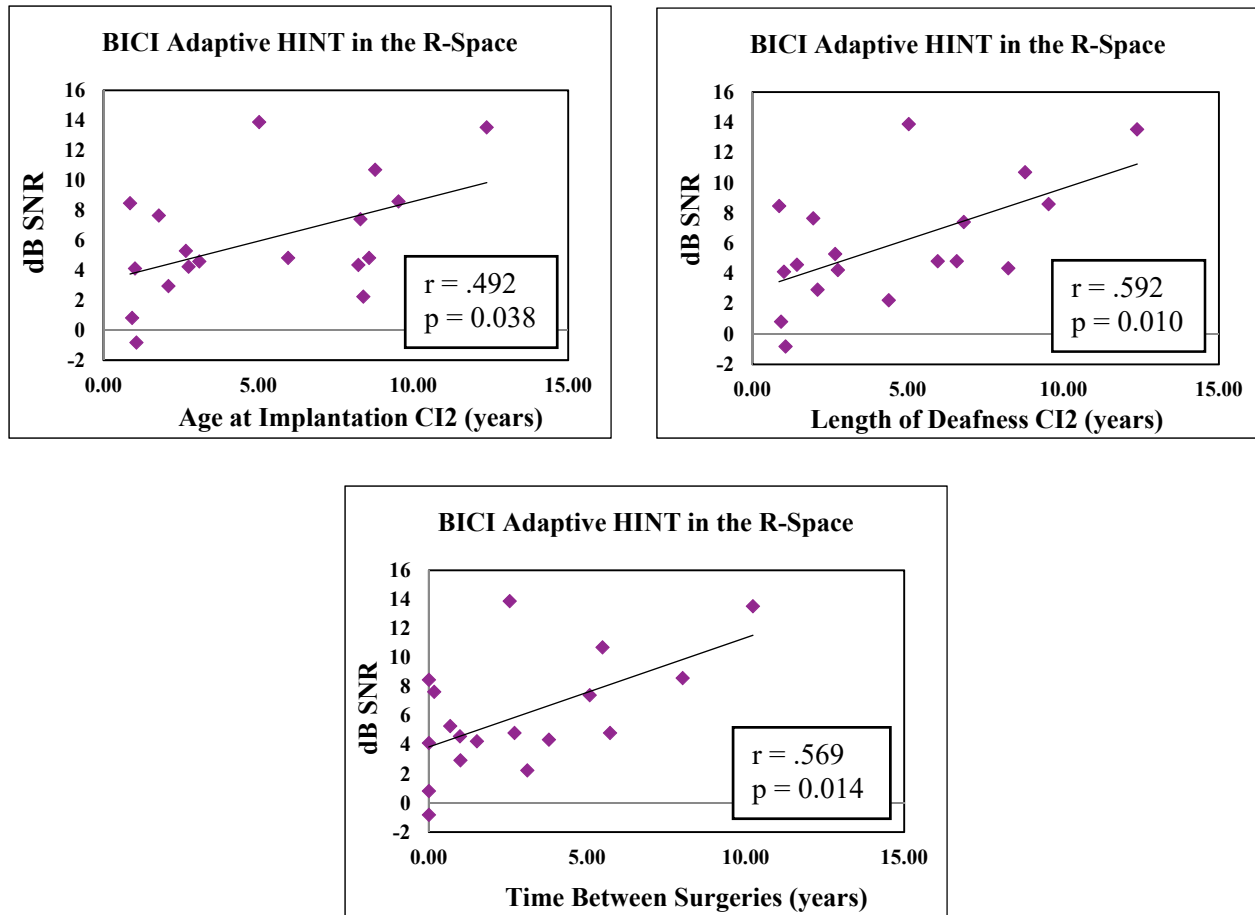 BICI Adaptive HINT in the R-Space
dB SNR
16
14
12
10
8
6
4
2
0
-2
0.00
5.00
10.00
15.00
Age at Implantation CI2 (years)
r = .492
p = 0.038
BICI Adaptive HINT in the R-Space
dB SNR
16
14
12
10
8
6
4
2
0
-2
0.00
5.00
10.00
15.00
Length of Deafness CI2 (years)
r = .592
p = 0.010
BICI Adaptive HINT in the R-Space
dB SNR
16
14
12
10
8
6
4
2
0
-2
0.00
5.00
10.00
15.00
Time Between Surgeries (years)
r = .569
p = 0.014